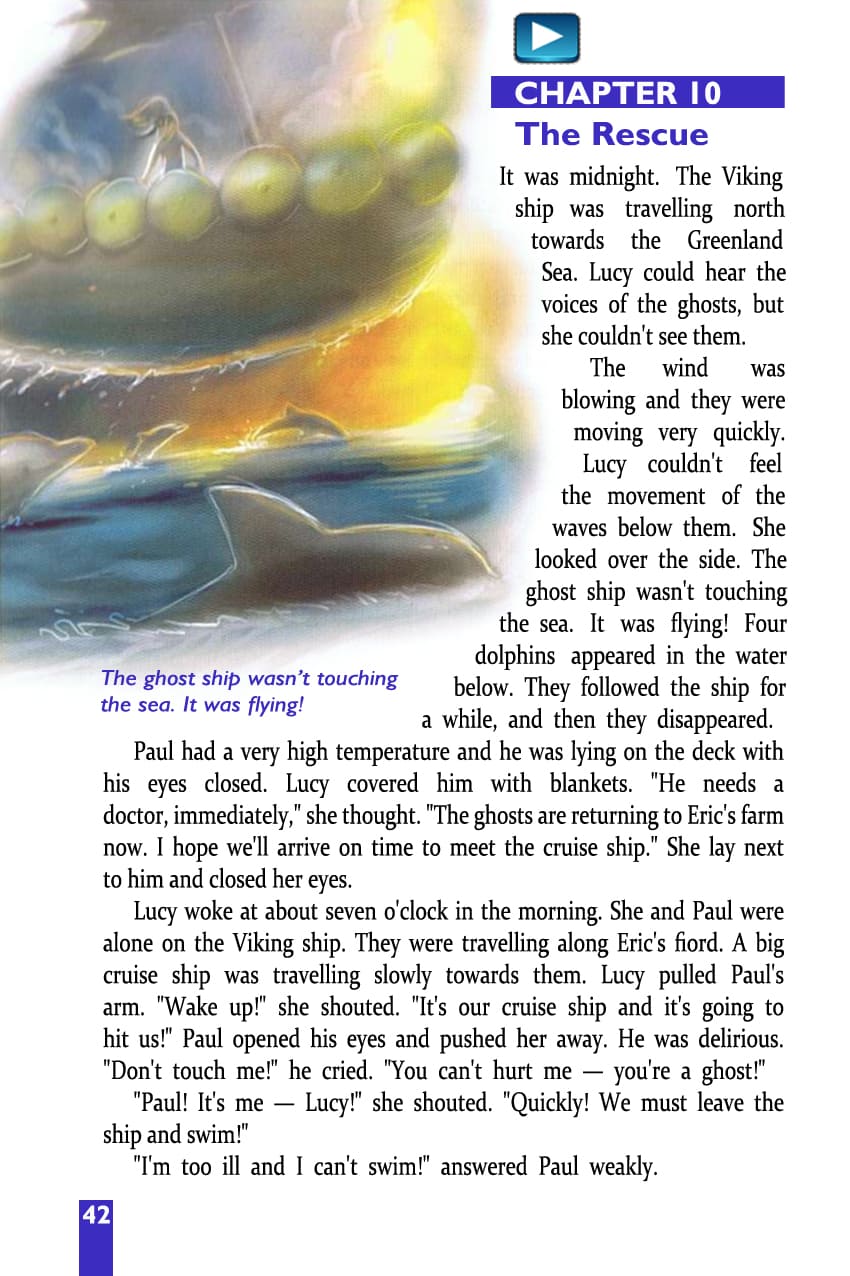 CHAPTER 10
The Rescue
It was midnight. The Viking
ship was travelling north
towards the Greenland
Sea. Lucy could hear the
voices of the ghosts, but
she couldn't see them.
The wind was
blowing and they were
moving very quickly.
Lucy couldn't feel
the movement of the
waves below them. She
looked over the side. The
ghost ship wasn't touching
the sea. It was flying! Four
dolphins appeared in the water
below. They followed the ship for
a while, and then they disappeared.
The ghost ship wasn't touching
the sea. It was flying!
Paul had a very high temperature and he was lying on the deck with
his eyes closed. Lucy covered him with blankets. "He needs a
doctor, immediately," she thought. "The ghosts are returning to Eric's farm
now. I hope we'll arrive on time to meet the cruise ship." She lay next
to him and closed her eyes.
Lucy woke at about seven o'clock in the morning. She and Paul were
alone on the Viking ship. They were travelling along Eric's fiord. A big
cruise ship was travelling slowly towards them. Lucy pulled Paul's
arm. "Wake up!" she shouted. "It's our cruise ship and it's going to
hit us!" Paul opened his eyes and pushed her away. He was delirious.
"Don't touch me!" he cried. "You can't hurt me — you're a ghost!"
"Paul! It's me — Lucy!" she shouted. "Quickly! We must leave the
ship and swim!"
"I'm too ill and I can't swim!" answered Paul weakly.
42